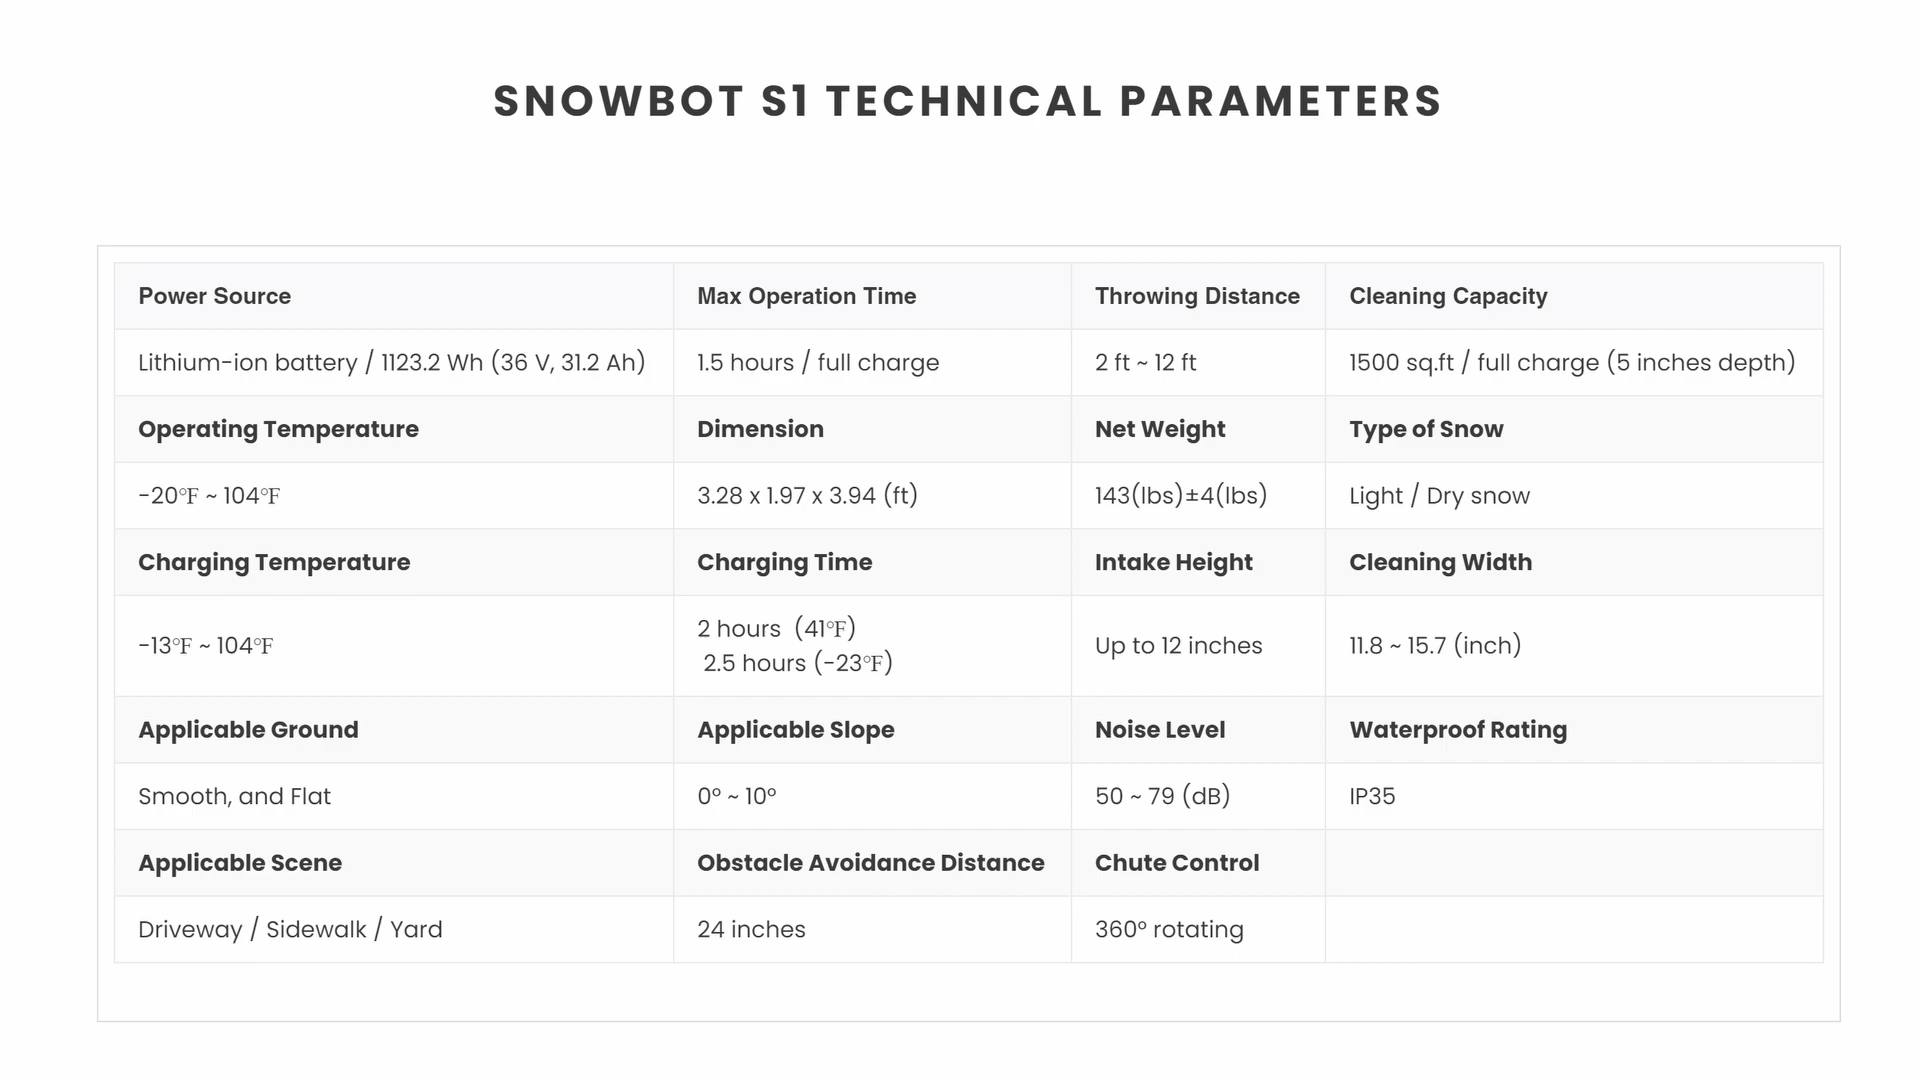 SNOWBOT S1 TECHNICAL PARAMETERS
Power Source Max Operation Time Throwing Distance Cleaning Capacity
Lithium-ion battery / 1123.2 Wh (36 V, 31.2 Ah) 1.5 hours / full charge 2 ft ~ 12 ft 1500 sq.ft / full charge (5 inches depth)
Operating Temperature Dimension Net Weight Type of Snow
-20°F ~ 104°F 3.28 x 1.97 x 3.94 (ft) 143(lbs)±4(lbs) Light / Dry snow
Charging Temperature Charging Time Intake Height Cleaning Width
-13°F ~ 104°F 2 hours (41°F) Up to 12 inches 11.8 ~ 15.7 (inch)
2.5 hours (-23°F)
Applicable Ground Applicable Slope Noise Level Waterproof Rating
Smooth, and Flat 0° ~ 10° 50 ~ 79 (dB) IP35
Applicable Scene Obstacle Avoidance Distance Chute Control
Driveway / Sidewalk / Yard 24 inches 360° rotating